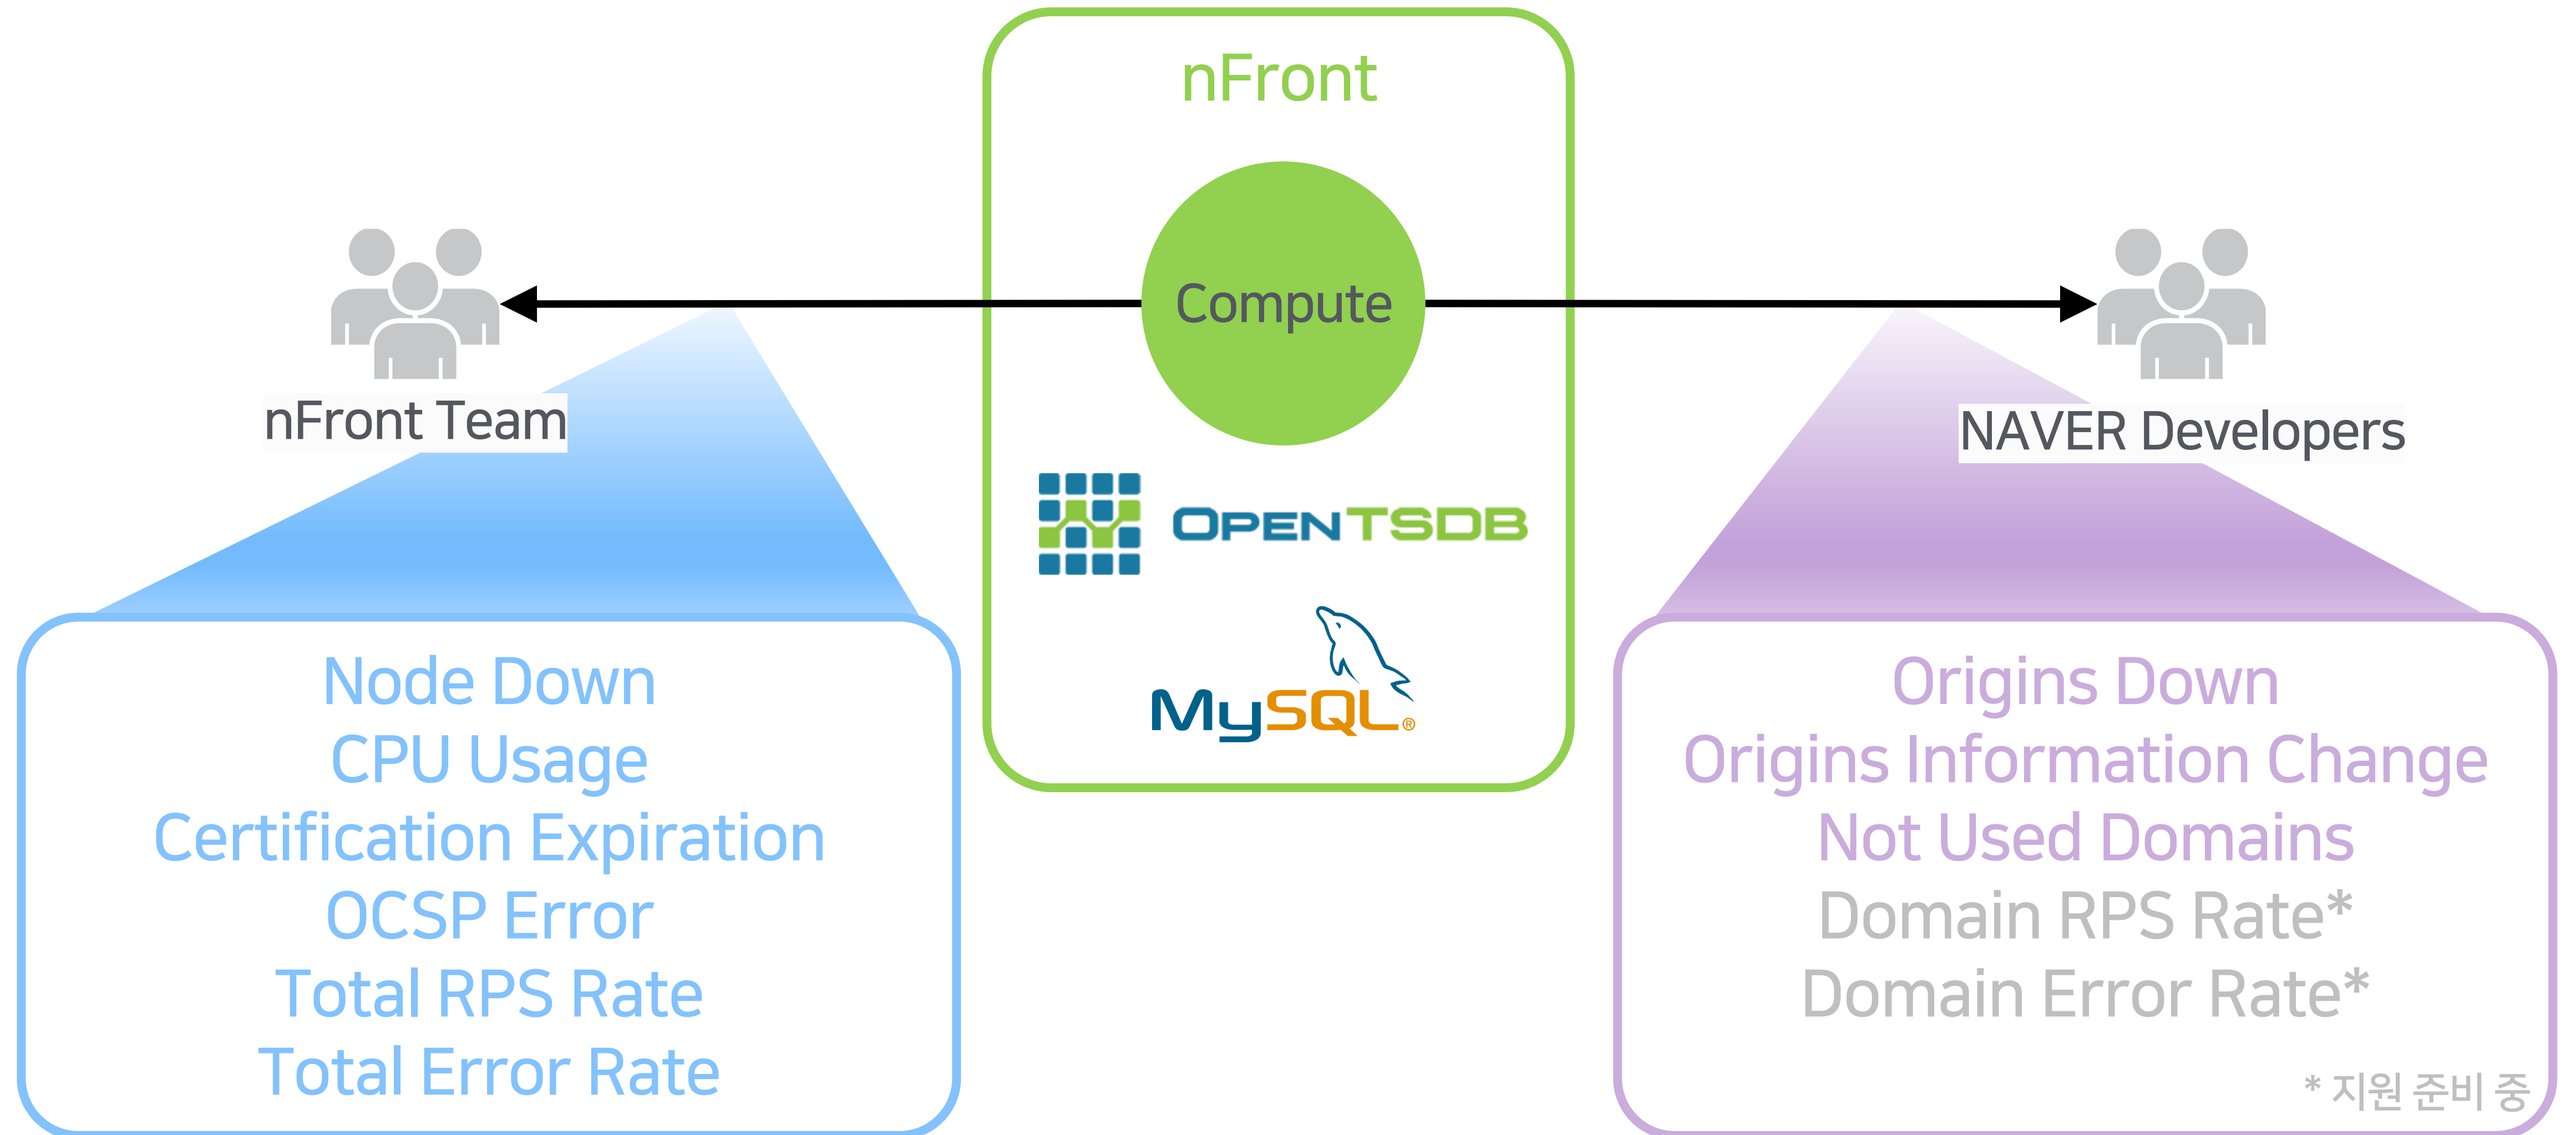 nFront
Compute
nFront Team
NAVER Developers
OPENTSDB
MySQL®
Node Down
CPU Usage
Certification Expiration
OCSP Error
Total RPS Rate
Total Error Rate
Origins Down
Origins Information Change
Not Used Domains
Domain RPS Rate*
Domain Error Rate*
* 지원 준비 중